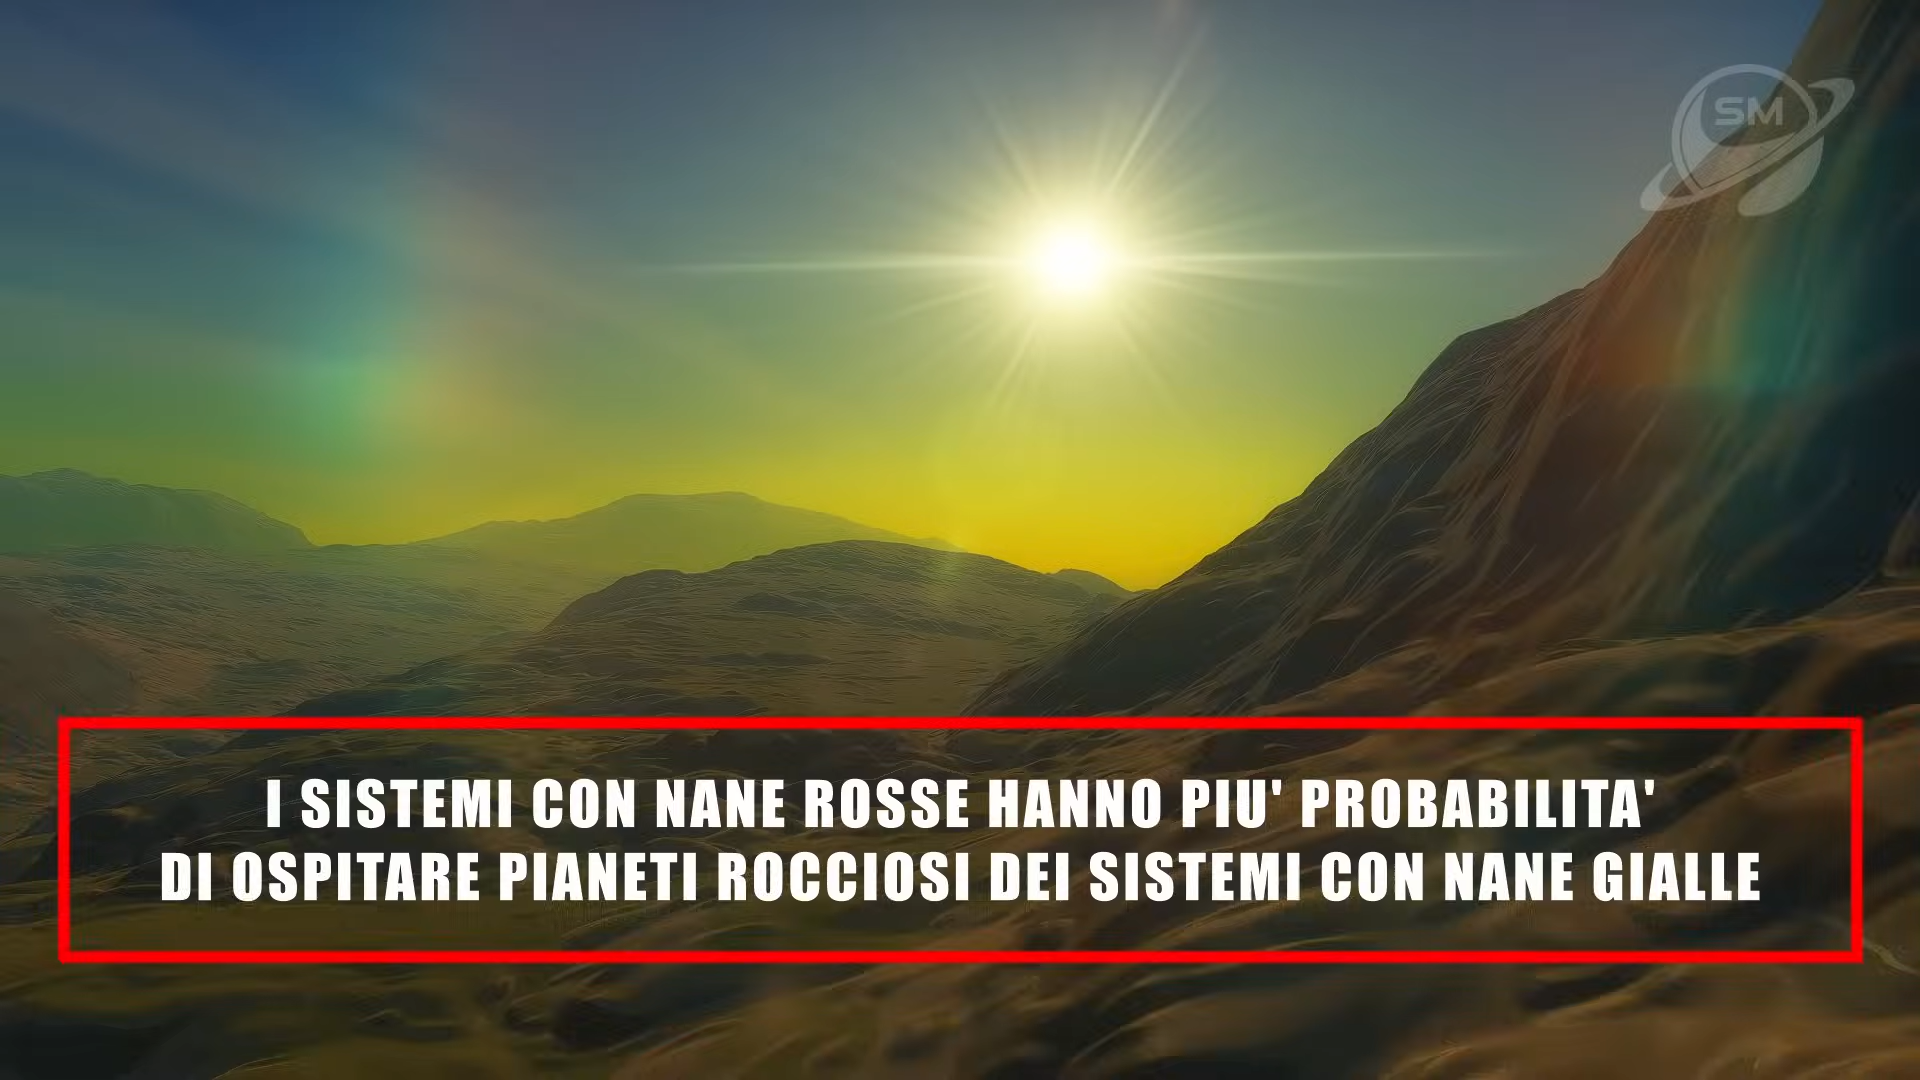 SM
I SISTEMI CON NANE ROSSE HANNO PIU' PROBABILITA'
DI OSPITARE PIANETI ROCCIOSI DEI SISTEMI CON NANE GIALLE